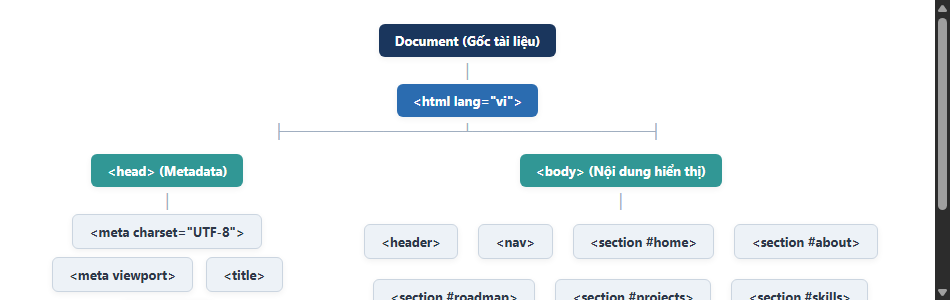 Document (Gốc tài liệu)
<html lang="vi">
<head> (Metadata)
<body> (Nội dung hiển thị)
<meta charset="UTF-8">
<header>
<nav>
<section #home>
<section #about>
<meta viewport>
<title>
<section #roadmap>
<section #projects>
<section #skills>